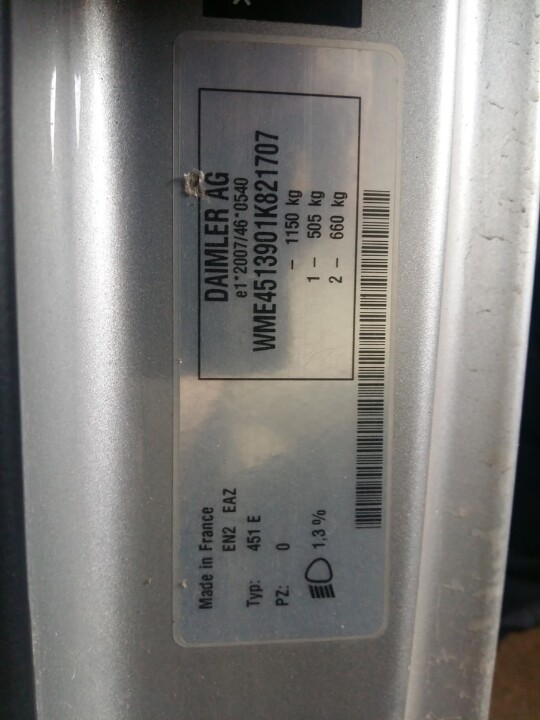 DAIMLER AG
e1*2007/46*0540
WME4513901K821707
– 1150 kg
1 – 505 kg
2 – 660 kg
Made in France
EN2 EAZ
Typ: 451 E
PZ: 0
1,3 %